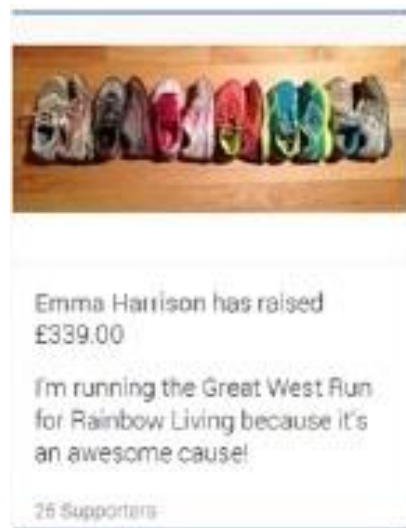 Emma Harrison has raised
£339.00
I'm running the Great West Run
for Rainbow Living because it's
an awesome cause!
26 Supporters